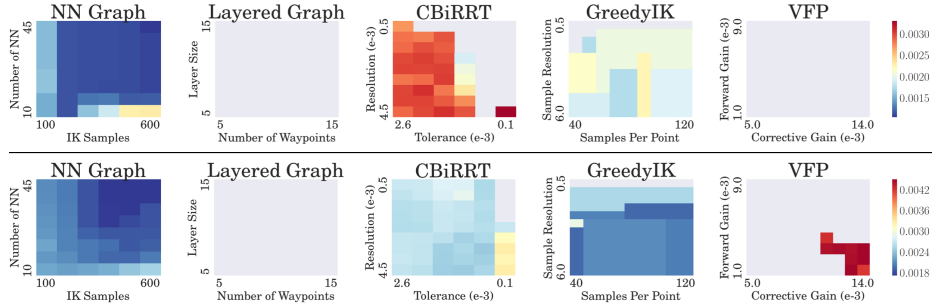 NN Graph Layered Graph CBiRRT GreedyIK VFP
Number of NN 45 10
100 600
IK Samples
Layer Size 15 5
5 15
Number of Waypoints
Resolution (e-3) 0.5 4.5
2.6 0.1
Tolerance (e-3)
Sample Resolution 0.5 6.0
40 120
Samples Per Point
Forward Gain (e-3) 9.0 1.0
5.0 14.0
Corrective Gain (e-3)
0.0030
0.0025
0.0020
0.0015
NN Graph Layered Graph CBiRRT GreedyIK VFP
Number of NN 45 10
100 600
IK Samples
Layer Size 15 5
5 15
Number of Waypoints
Resolution (e-3) 0.5 4.5
2.6 0.1
Tolerance (e-3)
Sample Resolution 0.5 6.0
40 120
Samples Per Point
Forward Gain (e-3) 9.0 1.0
5.0 14.0
Corrective Gain (e-3)
0.0042
0.0036
0.0030
0.0024
0.0018